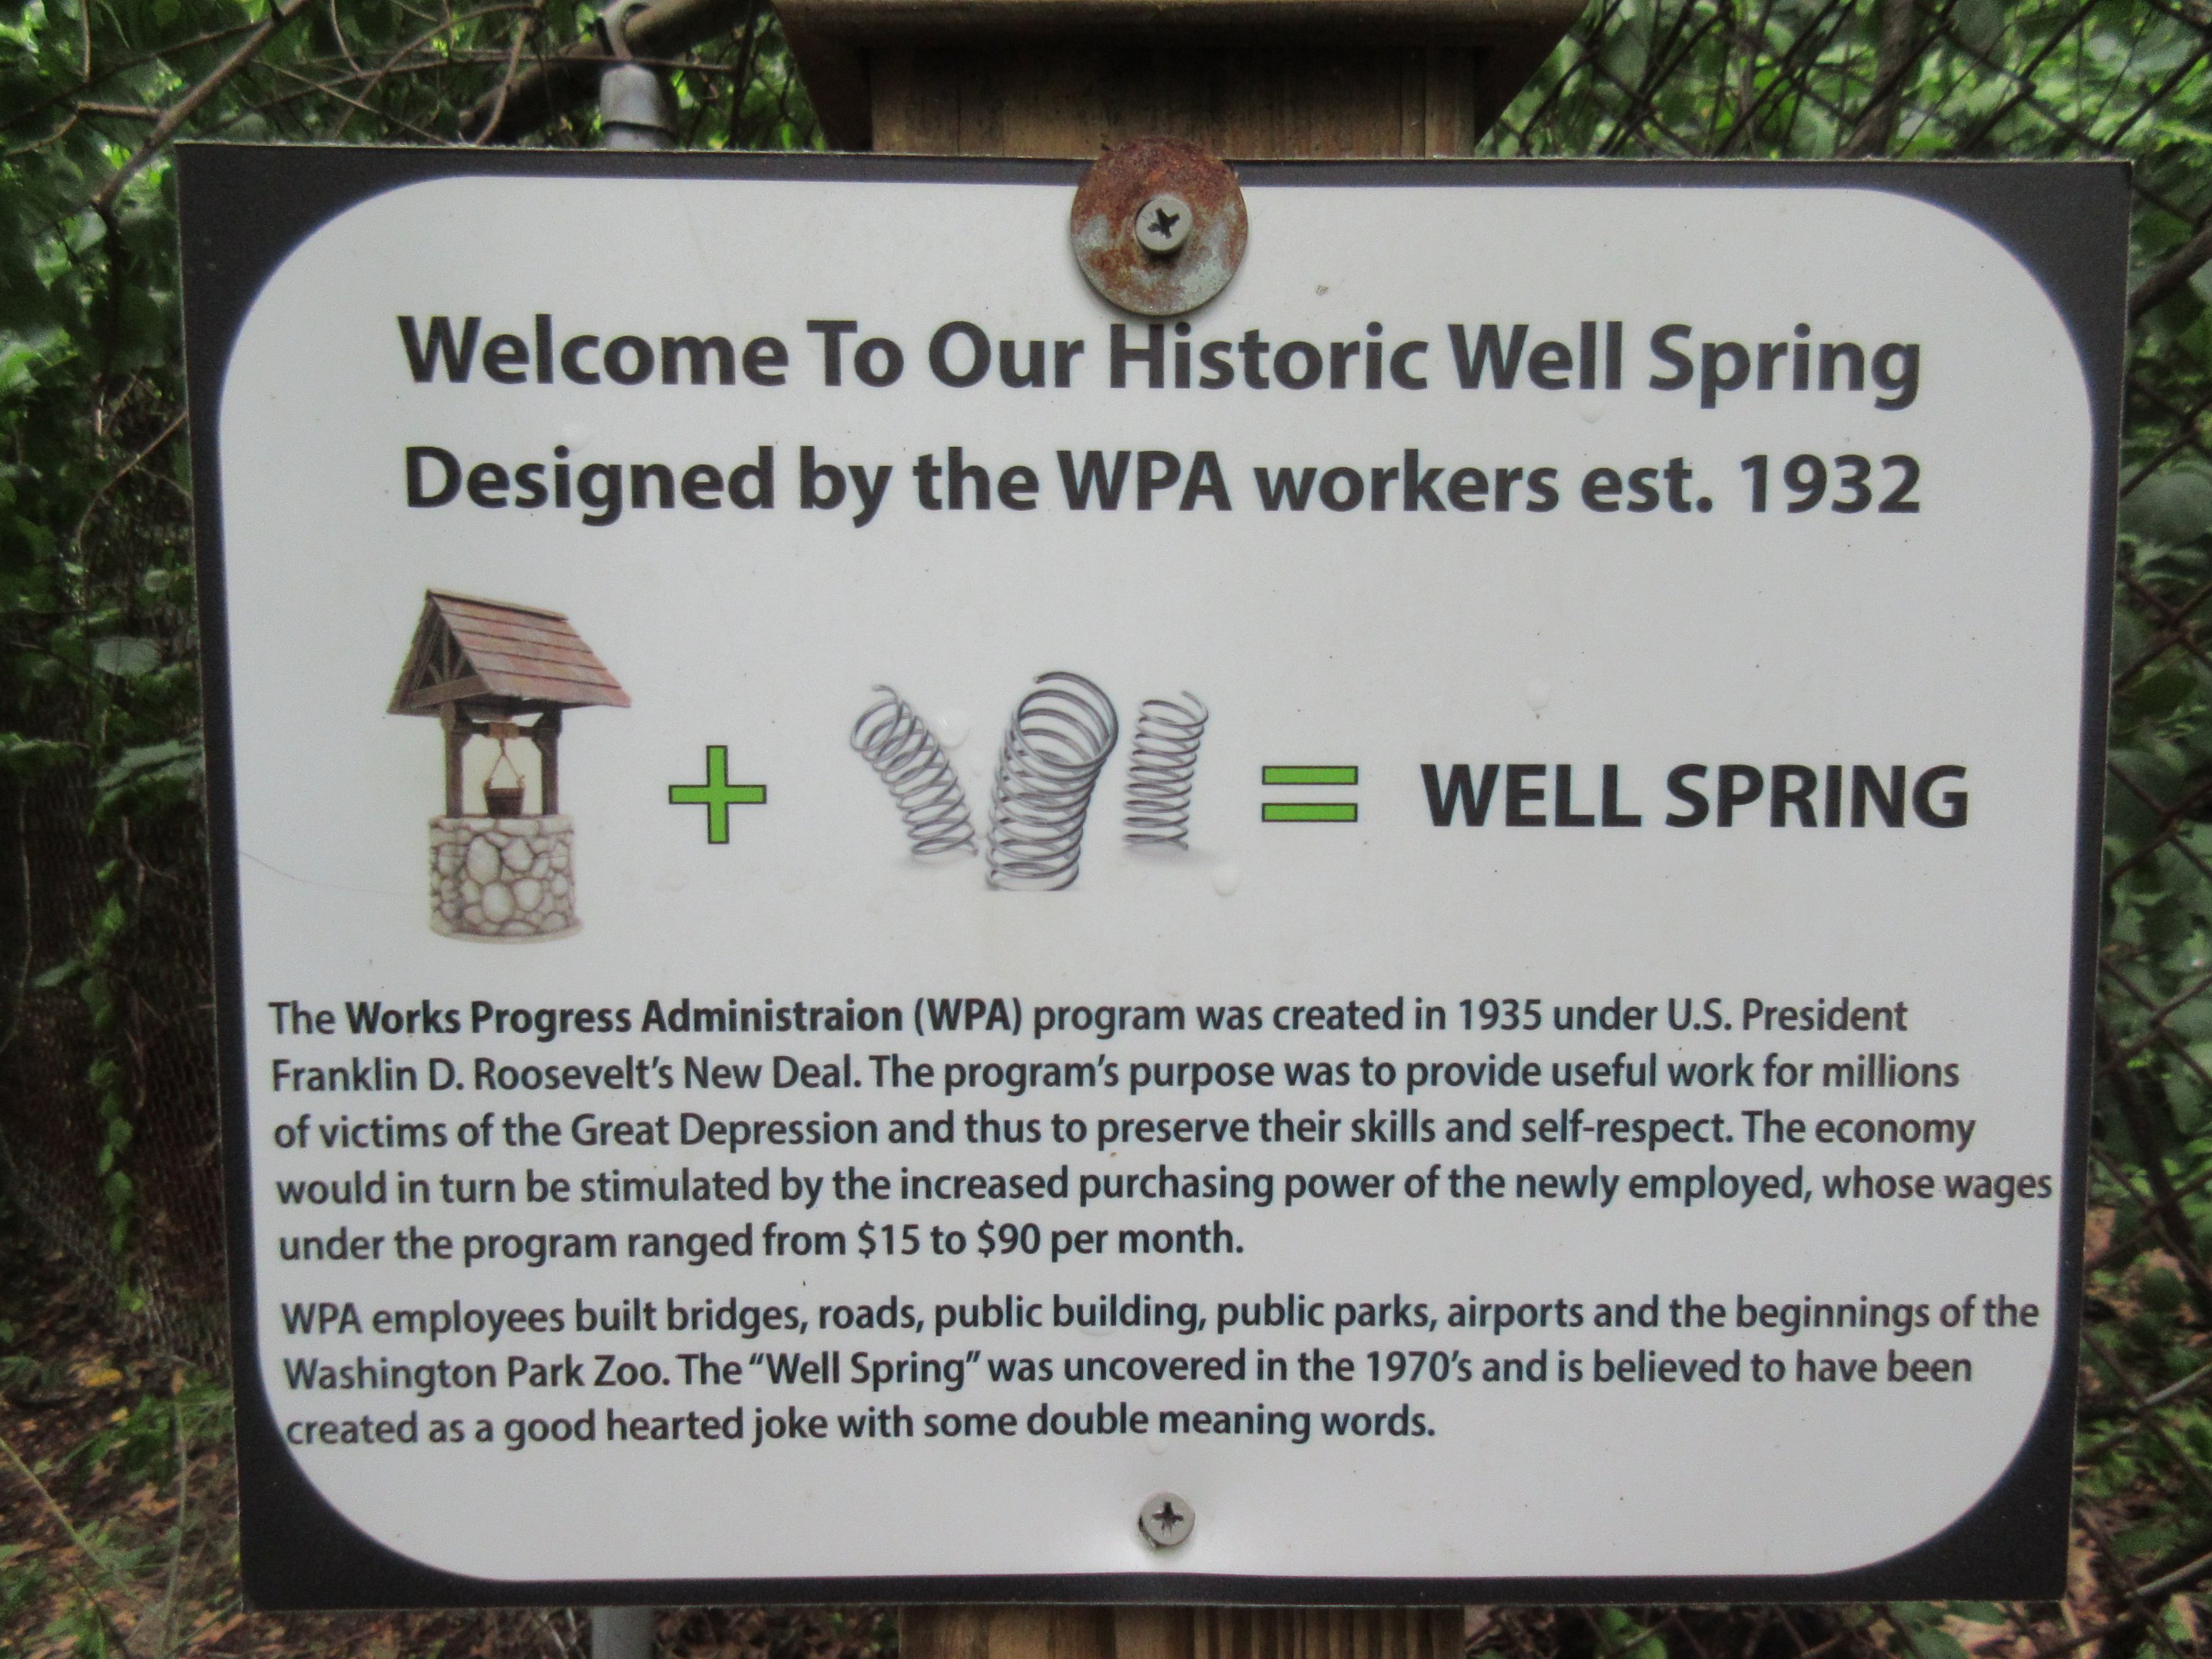 Welcome To Our Historic Well Spring
Designed by the WPA workers est. 1932
+ = WELL SPRING
The Works Progress Administraion (WPA) program was created in 1935 under U.S. President
Franklin D. Roosevelt's New Deal. The program's purpose was to provide useful work for millions
of victims of the Great Depression and thus to preserve their skills and self-respect. The economy
would in turn be stimulated by the increased purchasing power of the newly employed, whose wages
under the program ranged from $15 to $90 per month.
WPA employees built bridges, roads, public building, public parks, airports and the beginnings of the
Washington Park Zoo. The “Well Spring” was uncovered in the 1970's and is believed to have been
created as a good hearted joke with some double meaning words.